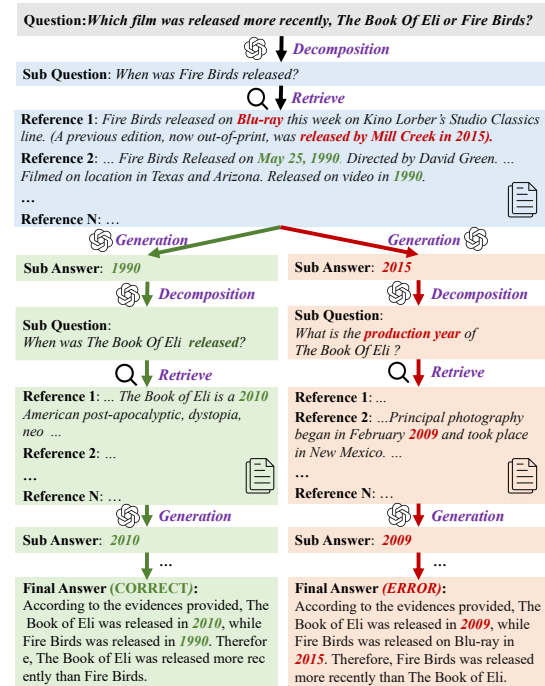 Question:Which film was released more recently, The Book Of Eli or Fire Birds?
Decomposition
Sub Question: When was Fire Birds released?
Retrieve
Reference 1: Fire Birds released on Blu-ray this week on Kino Lorber's Studio Classics
line. (A previous edition, now out-of-print, was released by Mill Creek in 2015).
Reference 2: ... Fire Birds Released on May 25, 1990. Directed by David Green. ...
Filmed on location in Texas and Arizona. Released on video in 1990.
...
Reference N: ...
Generation
Sub Answer: 1990
Decomposition
Sub Question:
When was The Book Of Eli released?
Retrieve
Reference 1: ... The Book of Eli is a 2010
American post-apocalyptic, dystopia,
neo ...
Reference 2: ...
...
Reference N: ...
Generation
Sub Answer: 2010
...
Final Answer (CORRECT):
According to the evidences provided, The
Book of Eli was released in 2010, while
Fire Birds was released in 1990. Therefor
e, The Book of Eli was released more rec
ently than Fire Birds.
Generation
Sub Answer: 2015
Decomposition
Sub Question:
What is the production year of
The Book Of Eli ?
Retrieve
Reference 1: ...
Reference 2: ...Principal photography
began in February 2009 and took place
in New Mexico. ...
...
Reference N: ...
Generation
Sub Answer: 2009
...
Final Answer (ERROR):
According to the evidences provided, The
Book of Eli was released in 2009, while
Fire Birds was released on Blu-ray in
2015. Therefore, Fire Birds was released
more recently than The Book of Eli.